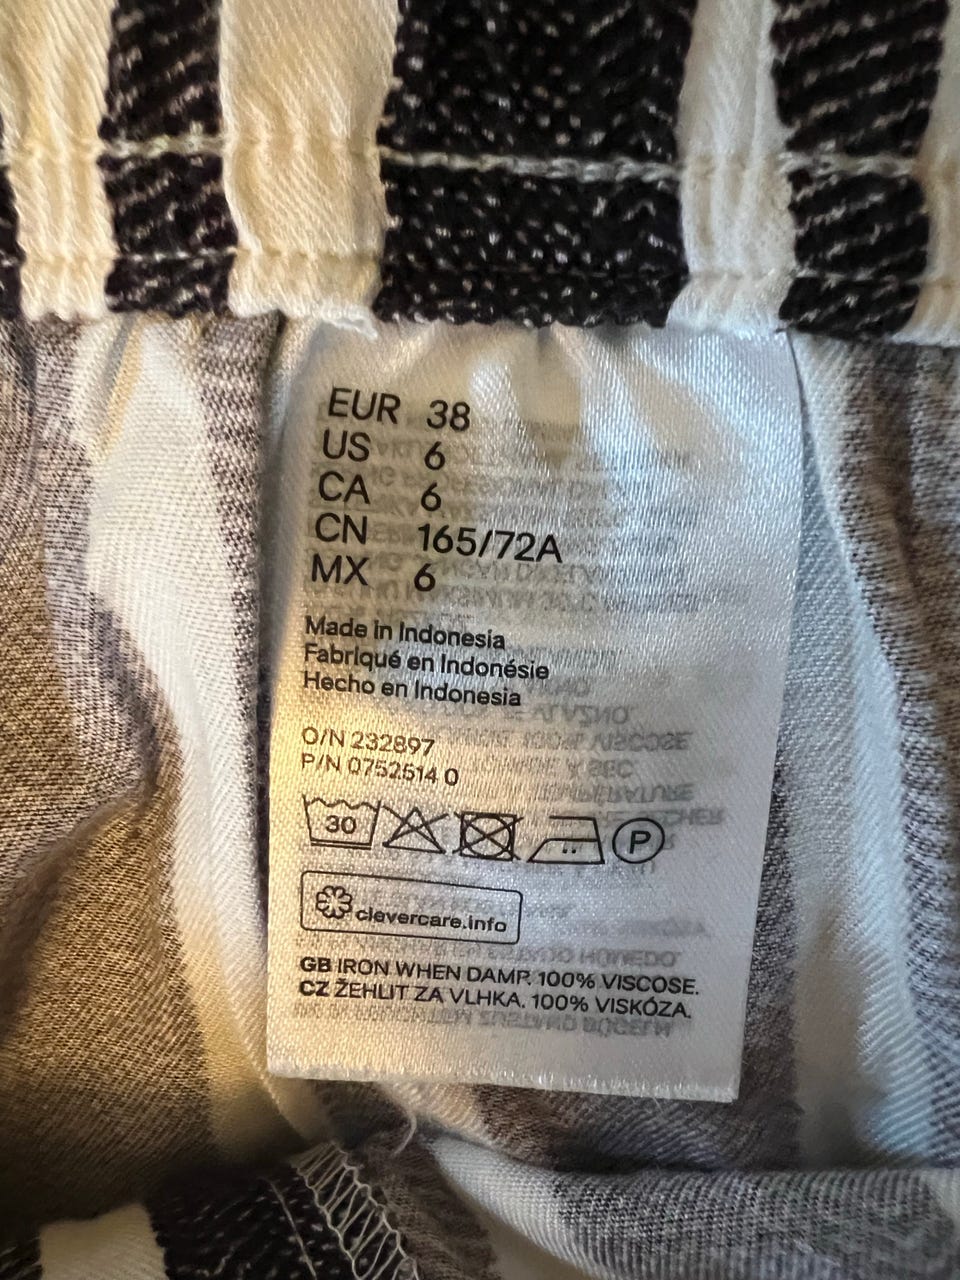 EUR 38
US 6
CA 6
CN 165/72A
MX 6
Made in Indonesia
Fabriqué en Indonésie
Hecho en Indonesia
O/N 232897
P/N 0752514 0
30 P
clevercare.info
GB IRON WHEN DAMP. 100% VISCOSE.
CZ ŽEHLIT ZA VLHKA. 100% VISKÓZA.